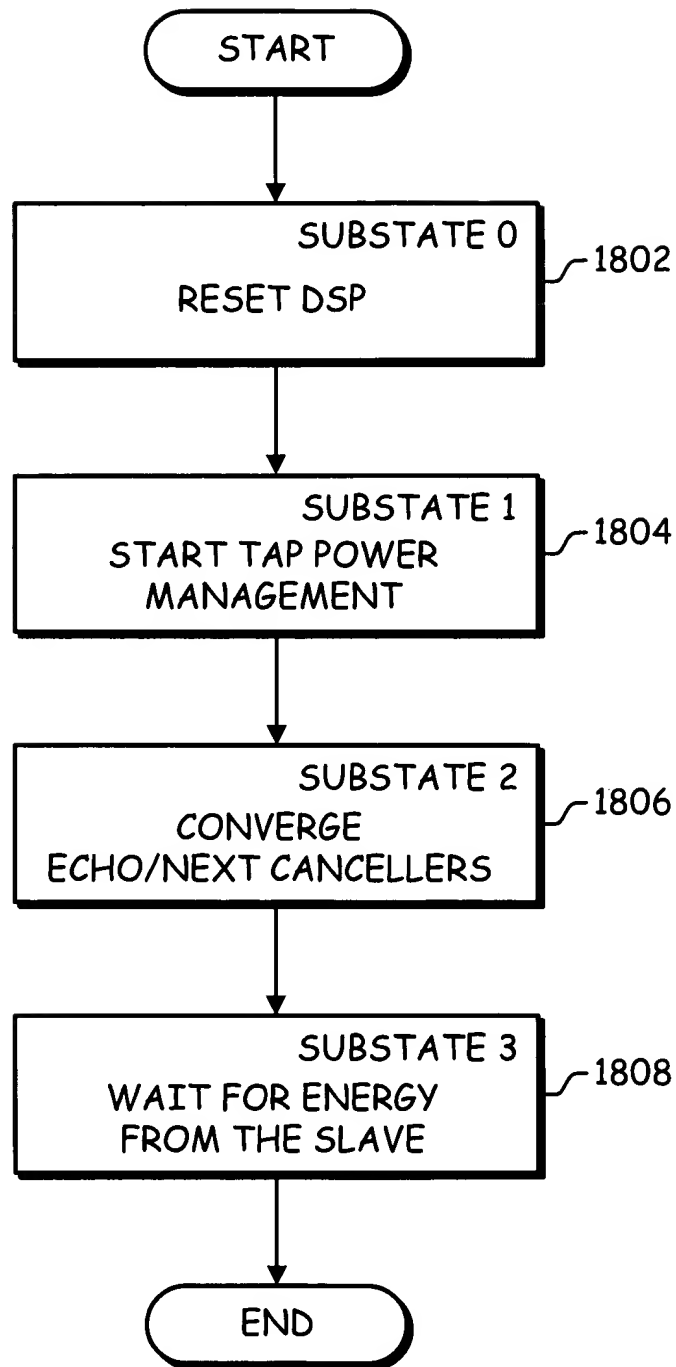 START
SUBSTATE 0
RESET DSP
1802
SUBSTATE 1
START TAP POWER
MANAGEMENT
1804
SUBSTATE 2
CONVERGE
ECHO/NEXT CANCELLERS
1806
SUBSTATE 3
WAIT FOR ENERGY
FROM THE SLAVE
1808
END